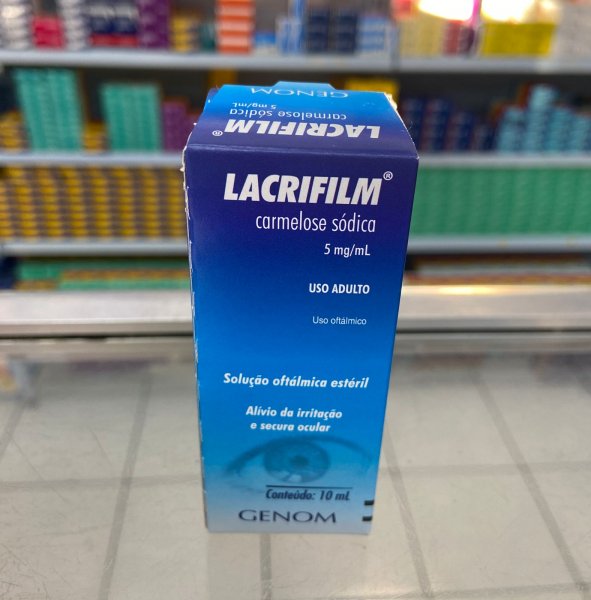 GENOM
5 mg/mL
carmelose sódica
LACRIFILM®
LACRIFILM®
carmelose sódica
5 mg/mL
USO ADULTO
Uso oftálmico
Solução oftálmica estéril
Alívio da irritação
e secura ocular
Conteúdo: 10 mL
GENOM